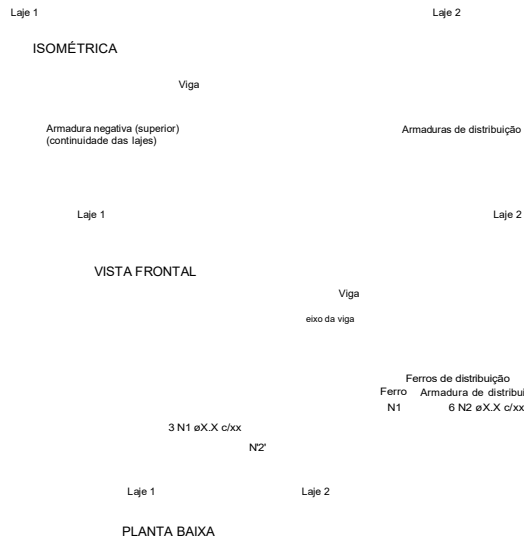 Laje 1 Laje 2
ISOMÉTRICA
Viga
Armadura negativa (superior)
(continuidade das lajes)
Armaduras de distribuição
Laje 1 Laje 2
VISTA FRONTAL
Viga
eixo da viga
Ferros de distribuição
Ferro Armadura de distribui
N1 6 N2 øX.X c/xx
3 N1 øX.X c/xx
N'2'
Laje 1 Laje 2
PLANTA BAIXA